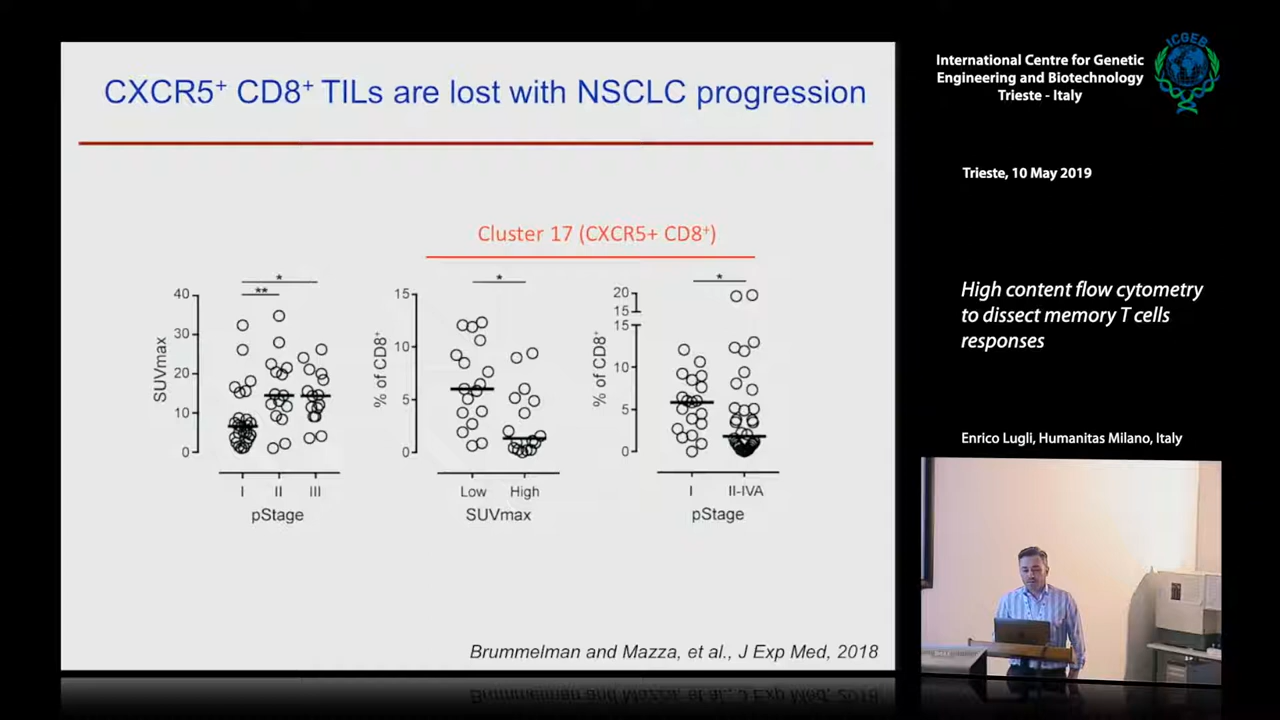 CXCR5+ CD8+ TILs are lost with NSCLC progression
Cluster 17 (CXCR5+ CD8+)
SUVmax
40
30
20
10
0
*
**
I II III
pStage
% of CD8+
15
10
5
0
*
Low High
SUVmax
% of CD8+
20
15
15
10
5
0
*
I II-IVA
pStage
Brummelman and Mazza, et al., J Exp Med, 2018
International Centre for Genetic
Engineering and Biotechnology
Trieste - Italy
ICGEB
Trieste, 10 May 2019
High content flow cytometry
to dissect memory T cells
responses
Enrico Lugli, Humanitas Milano, Italy